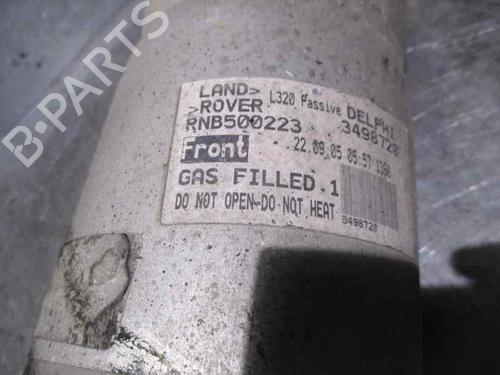 LAND> L320 Passive DELPHI
>ROVER 3498720
RNB500223
Front 22.09.05 05:57 1360
GAS FILLED.1
DO NOT OPEN-DO NOT HEAT
3498720
B